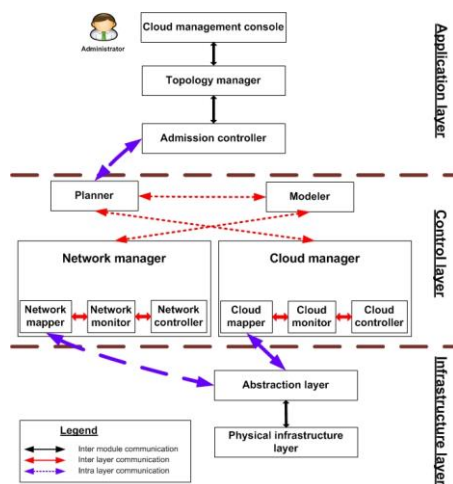 Cloud management console
Administrator
Topology manager
Admission controller
Application layer
Planner
Modeler
Network manager
Cloud manager
Network mapper
Network monitor
Network controller
Cloud mapper
Cloud monitor
Cloud controller
Control layer
Abstraction layer
Physical infrastructure
layer
Infrastructure layer
Legend
Inter module communication
Inter layer communication
Intra layer communication